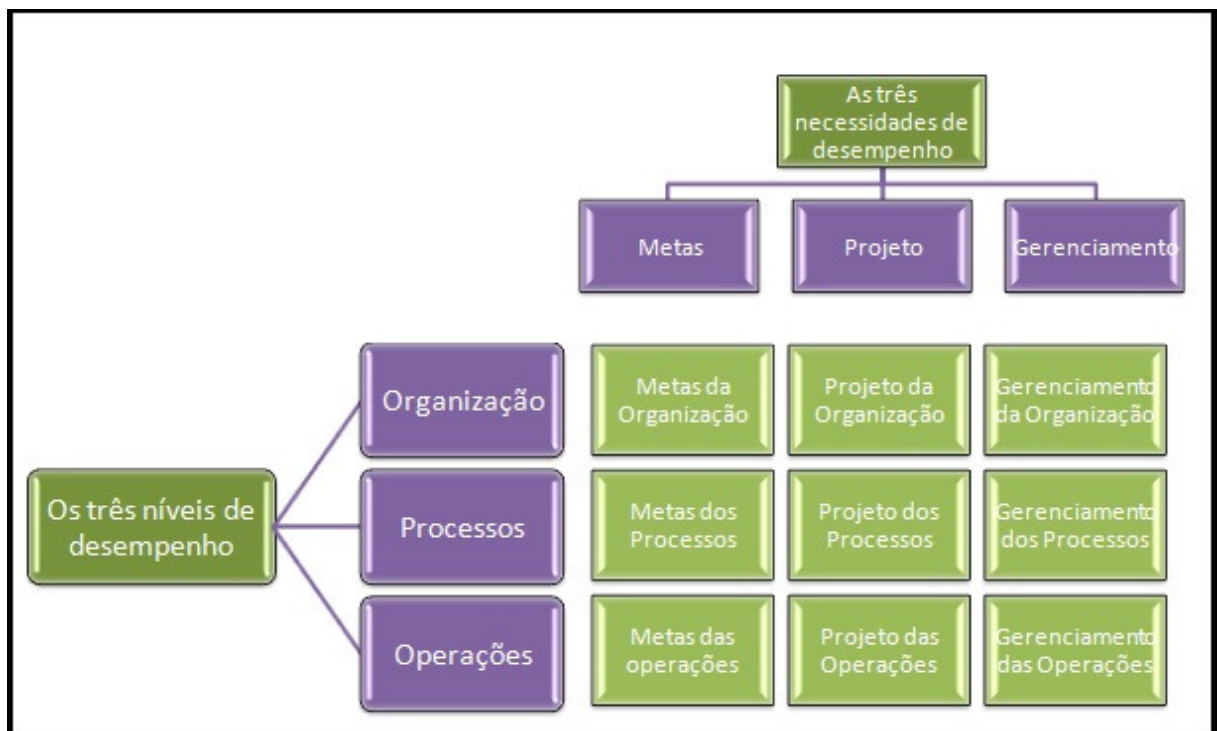 As três
necessidades de
desempenho
Metas
Projeto
Gerenciamento
Organização
Metas da
Organização
Projeto da
Organização
Gerenciamento
da Organização
Os três níveis de
desempenho
Processos
Metas dos
Processos
Projeto dos
Processos
Gerenciamento
dos Processos
Operações
Metas das
operações
Projeto das
Operações
Gerenciamento
das Operações